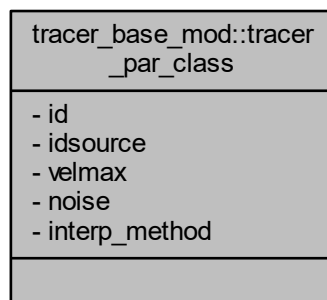 tracer_base_mod::tracer
_par_class
- id
- idsource
- velmax
- noise
- interp_method